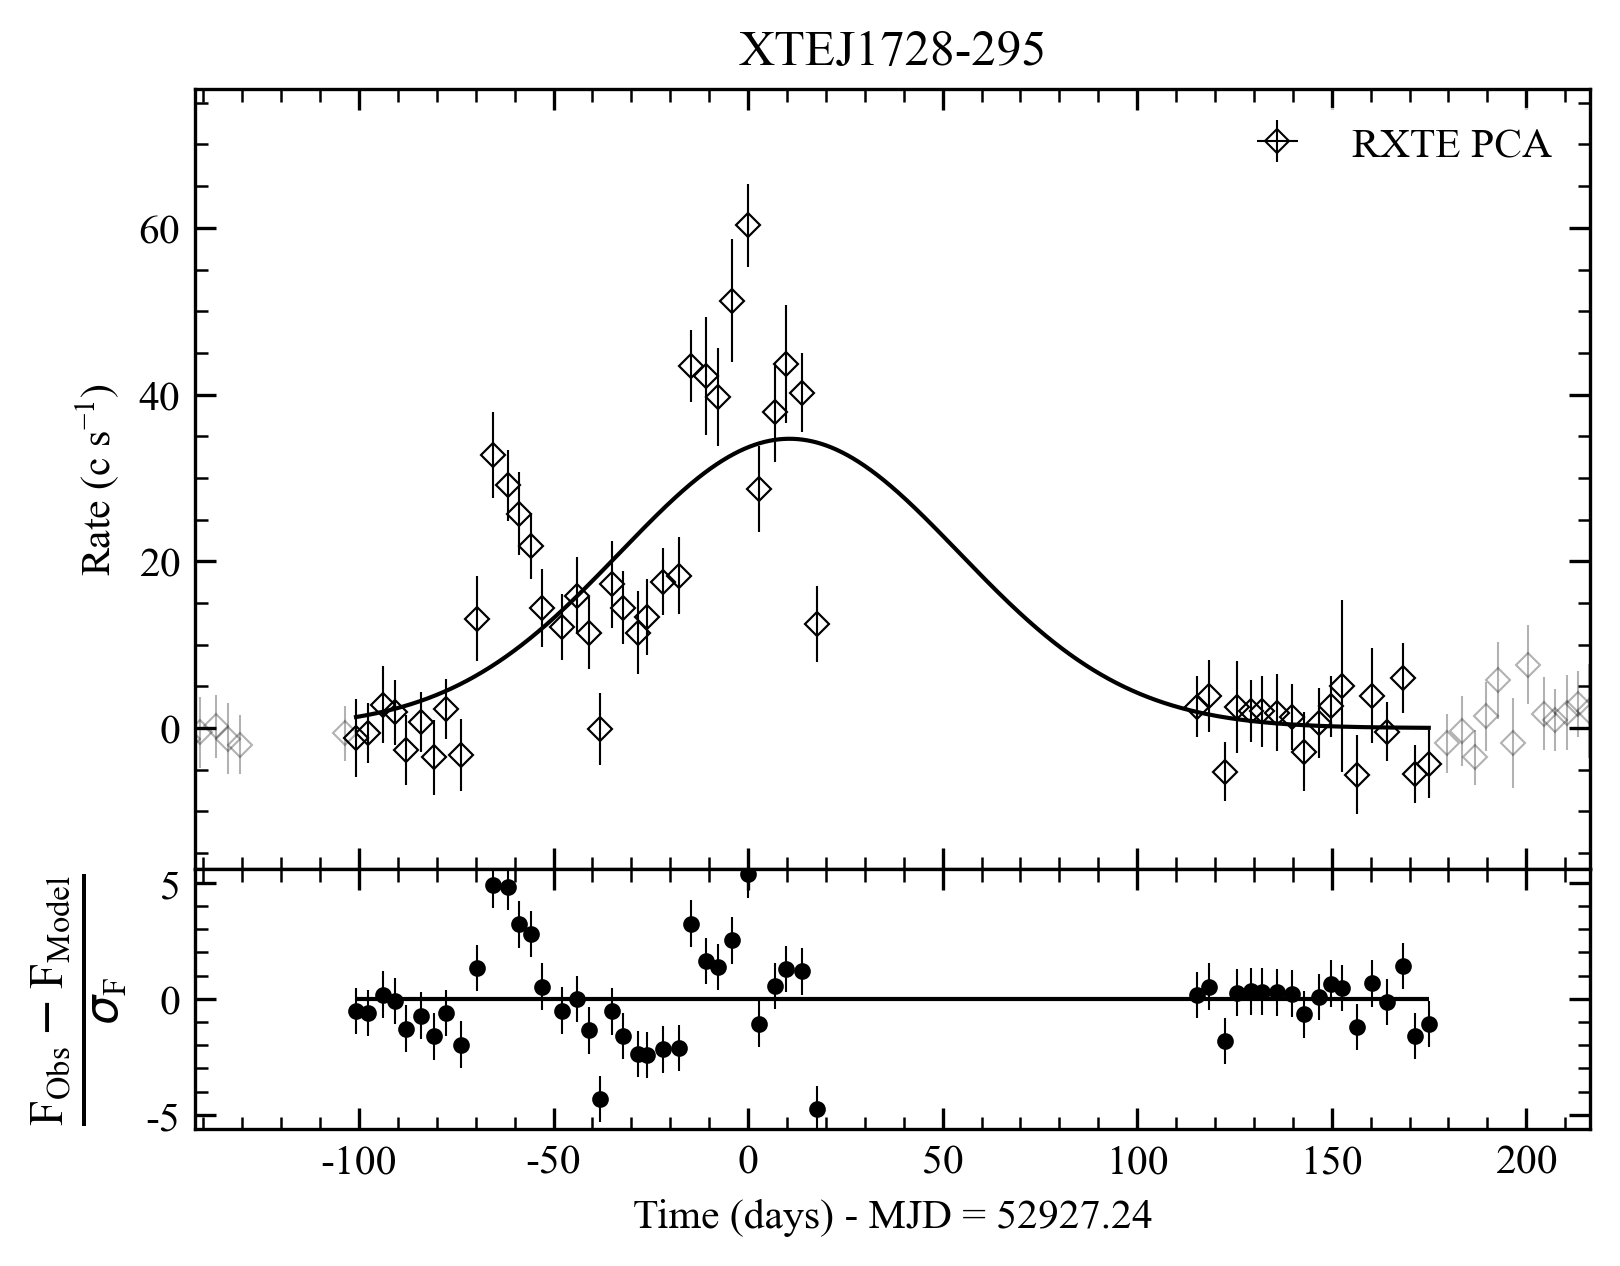 XTEJ1728-295
RXTE PCA
60
40
20
0
Rate (c s⁻¹)
5
0
-5
F_Obs − F_Model
σ_F
-100 -50 0 50 100 150 200
Time (days) - MJD = 52927.24